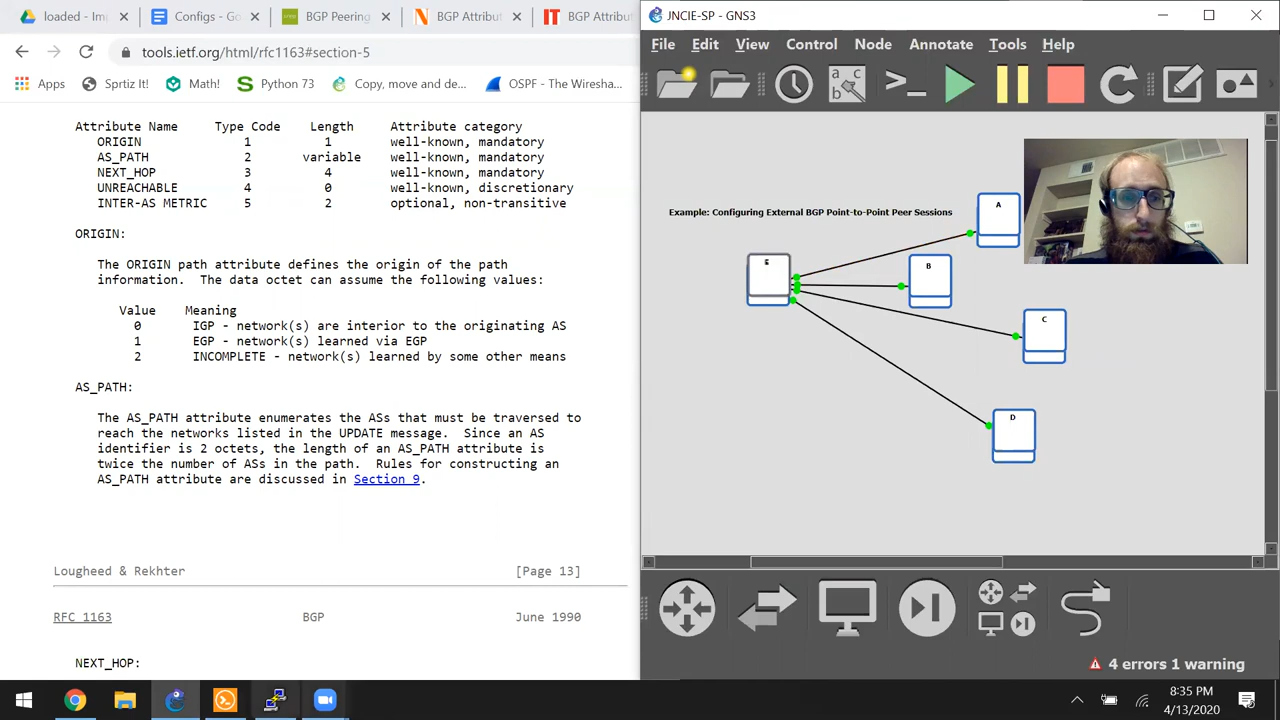 loaded - Im
Configs - Go
BGP Peering
BGP Attribut
BGP Attribu
tools.ietf.org/html/rfc1163#section-5
Apps
Sprtiz It!
Math!
Python 73
Copy, move and de...
OSPF - The Wiresha...
Attribute Name Type Code Length Attribute category
ORIGIN 1 1 well-known, mandatory
AS_PATH 2 variable well-known, mandatory
NEXT_HOP 3 4 well-known, mandatory
UNREACHABLE 4 0 well-known, discretionary
INTER-AS METRIC 5 2 optional, non-transitive
ORIGIN:
The ORIGIN path attribute defines the origin of the path
information. The data octet can assume the following values:
Value Meaning
0 IGP - network(s) are interior to the originating AS
1 EGP - network(s) learned via EGP
2 INCOMPLETE - network(s) learned by some other means
AS_PATH:
The AS_PATH attribute enumerates the ASs that must be traversed to
reach the networks listed in the UPDATE message. Since an AS
identifier is 2 octets, the length of an AS_PATH attribute is
twice the number of ASs in the path. Rules for constructing an
AS_PATH attribute are discussed in Section 9.
Lougheed & Rekhter [Page 13]
RFC 1163 BGP June 1990
NEXT_HOP:
JNCIE-SP - GNS3
File Edit View Control Node Annotate Tools Help
Example: Configuring External BGP Point-to-Point Peer Sessions
A
E
B
C
D
4 errors 1 warning
8:35 PM
4/13/2020